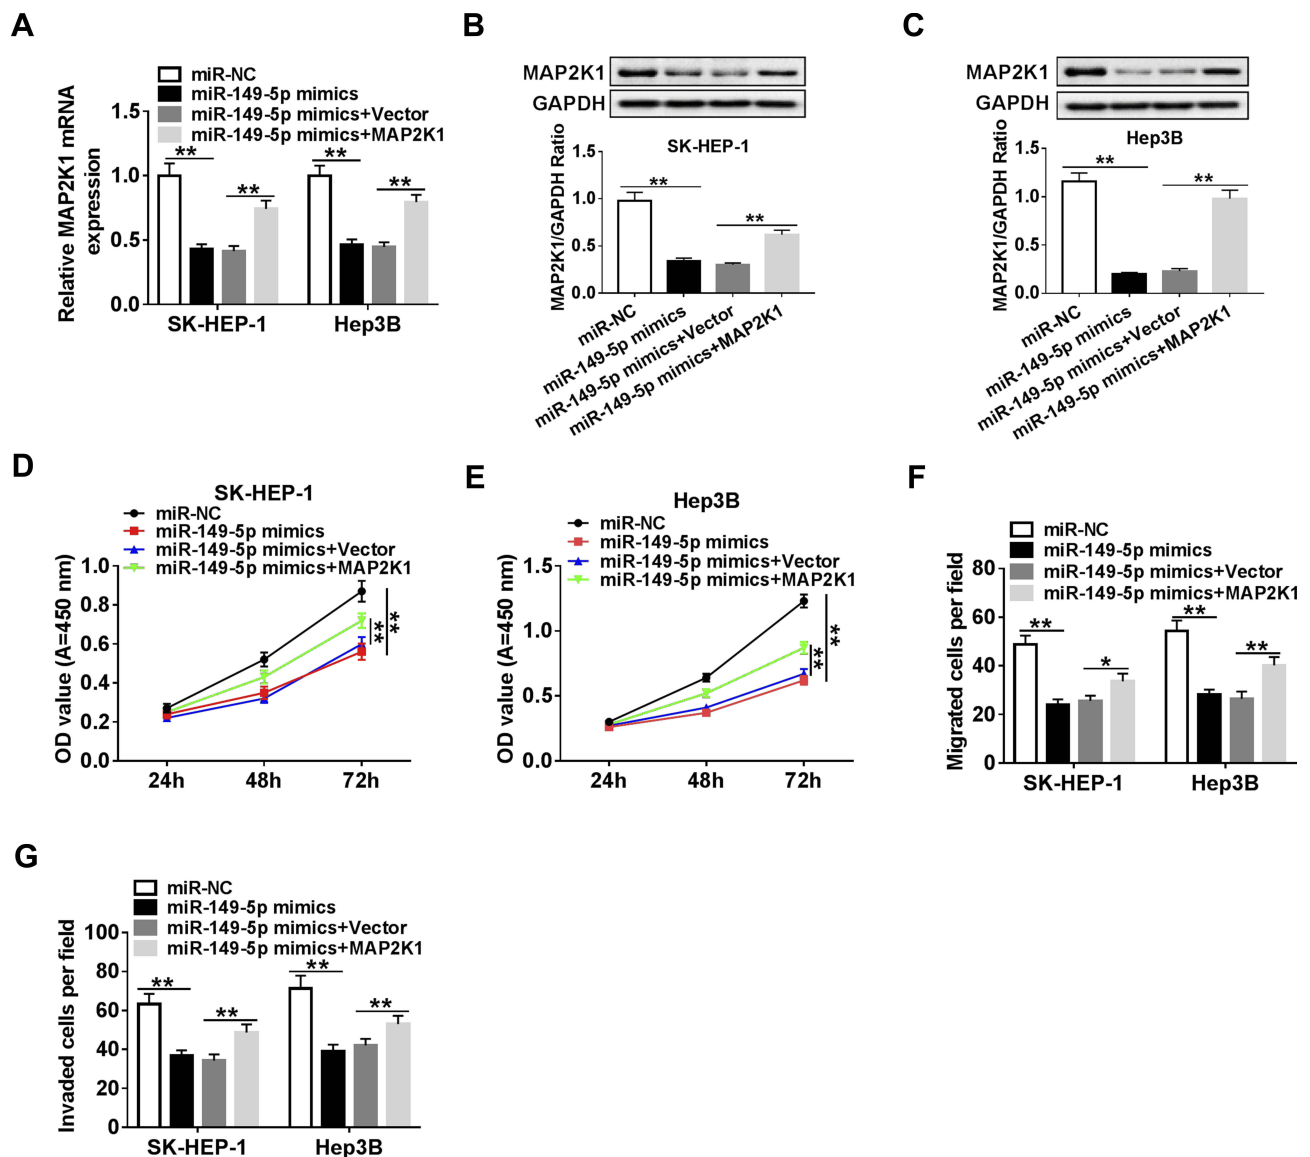 A
miR-NC
miR-149-5p mimics
miR-149-5p mimics+Vector
miR-149-5p mimics+MAP2K1
Relative MAP2K1 mRNA
expression
1.5
1.0
0.5
0.0
**
**
**
**
SK-HEP-1
Hep3B
B
MAP2K1
GAPDH
SK-HEP-1
MAP2K1/GAPDH Ratio
1.5
1.0
0.5
0.0
**
**
miR-NC
miR-149-5p mimics
miR-149-5p mimics+Vector
miR-149-5p mimics+MAP2K1
C
MAP2K1
GAPDH
Hep3B
MAP2K1/GAPDH Ratio
1.5
1.0
0.5
0.0
**
**
miR-NC
miR-149-5p mimics
miR-149-5p mimics+Vector
miR-149-5p mimics+MAP2K1
D
SK-HEP-1
miR-NC
miR-149-5p mimics
miR-149-5p mimics+Vector
miR-149-5p mimics+MAP2K1
OD value (A=450 nm)
1.0
0.8
0.6
0.4
0.2
0.0
**
**
24h
48h
72h
E
Hep3B
miR-NC
miR-149-5p mimics
miR-149-5p mimics+Vector
miR-149-5p mimics+MAP2K1
OD value (A=450 nm)
1.5
1.0
0.5
0.0
**
**
24h
48h
72h
F
miR-NC
miR-149-5p mimics
miR-149-5p mimics+Vector
miR-149-5p mimics+MAP2K1
Migrated cells per field
80
60
40
20
0
**
*
**
**
SK-HEP-1
Hep3B
G
miR-NC
miR-149-5p mimics
miR-149-5p mimics+Vector
miR-149-5p mimics+MAP2K1
Invaded cells per field
100
80
60
40
20
0
**
**
**
**
SK-HEP-1
Hep3B